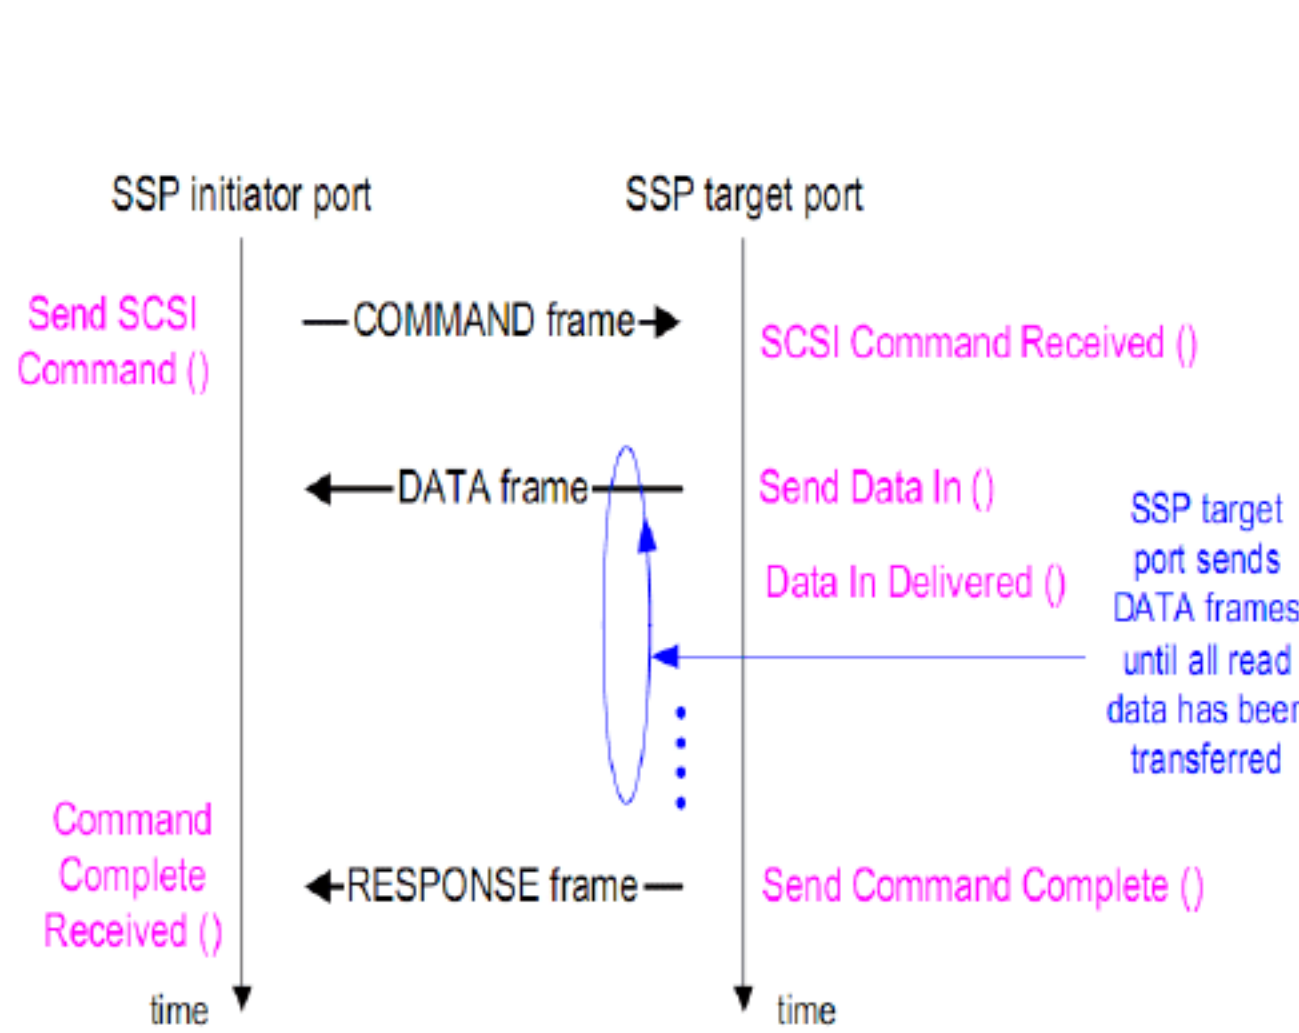 SSP initiator port
SSP target port
Send SCSI
Command ()
COMMAND frame
SCSI Command Received ()
DATA frame
Send Data In ()
Data In Delivered ()
SSP target
port sends
DATA frames
until all read
data has been
transferred
Command
Complete
Received ()
RESPONSE frame
Send Command Complete ()
time
time